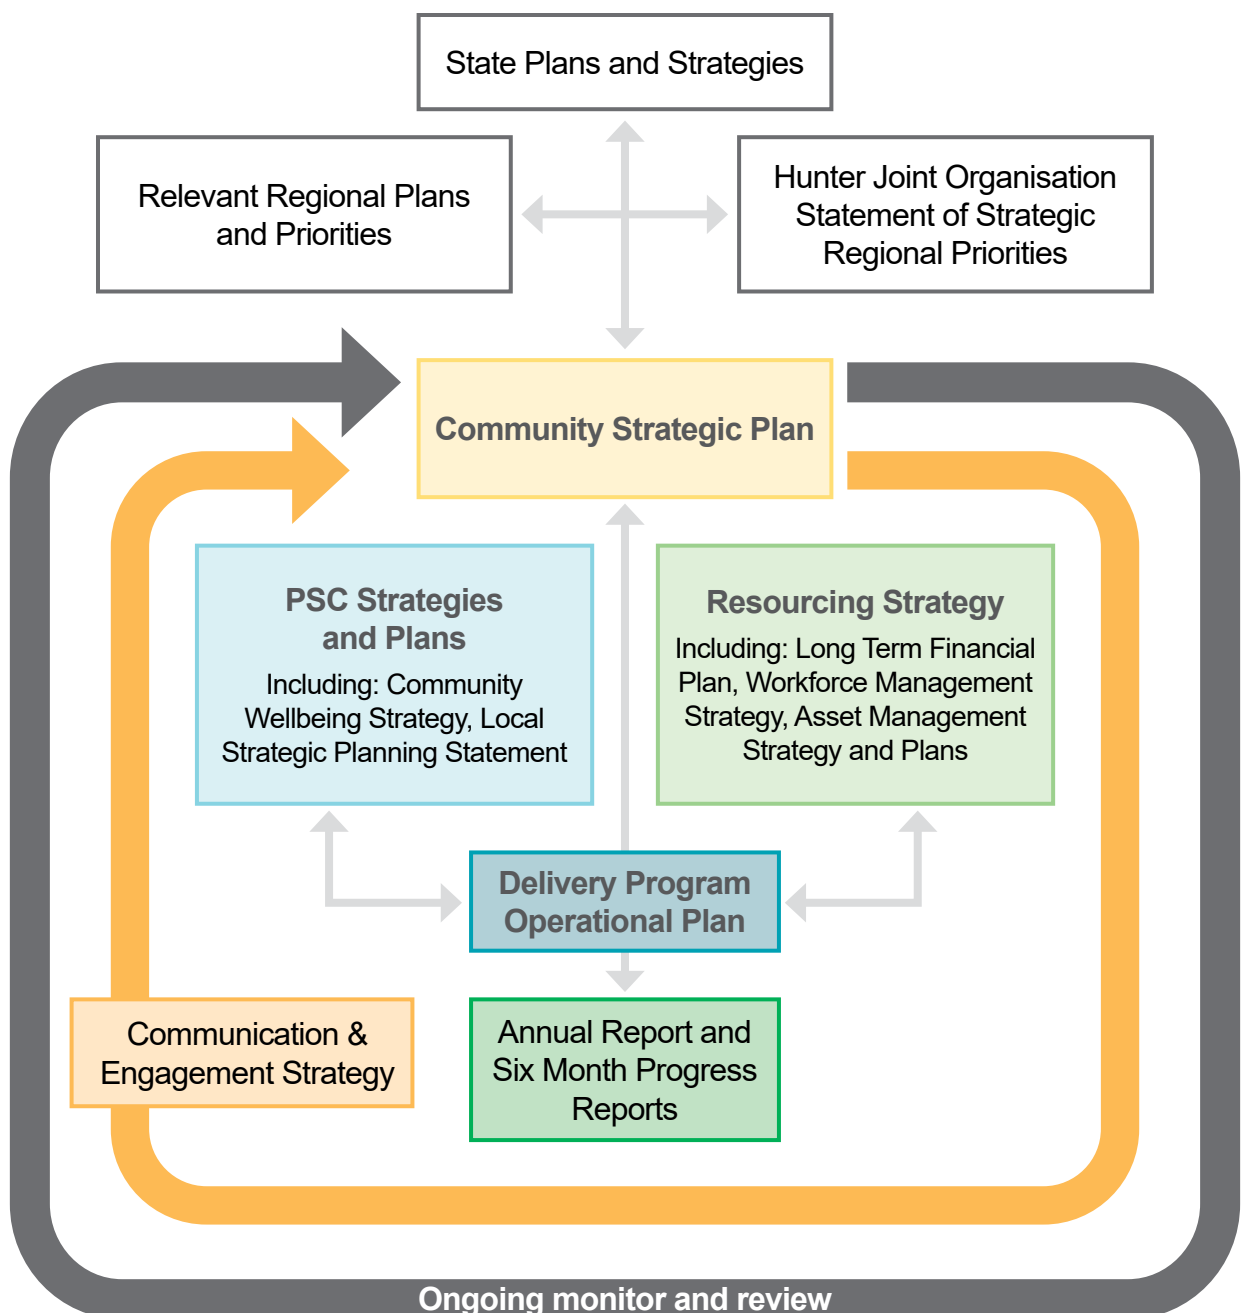 State Plans and Strategies
Relevant Regional Plans
and Priorities
Hunter Joint Organisation
Statement of Strategic
Regional Priorities
Community Strategic Plan
PSC Strategies
and Plans
Including: Community
Wellbeing Strategy, Local
Strategic Planning Statement
Resourcing Strategy
Including: Long Term Financial
Plan, Workforce Management
Strategy, Asset Management
Strategy and Plans
Delivery Program
Operational Plan
Communication &
Engagement Strategy
Annual Report and
Six Month Progress
Reports
Ongoing monitor and review